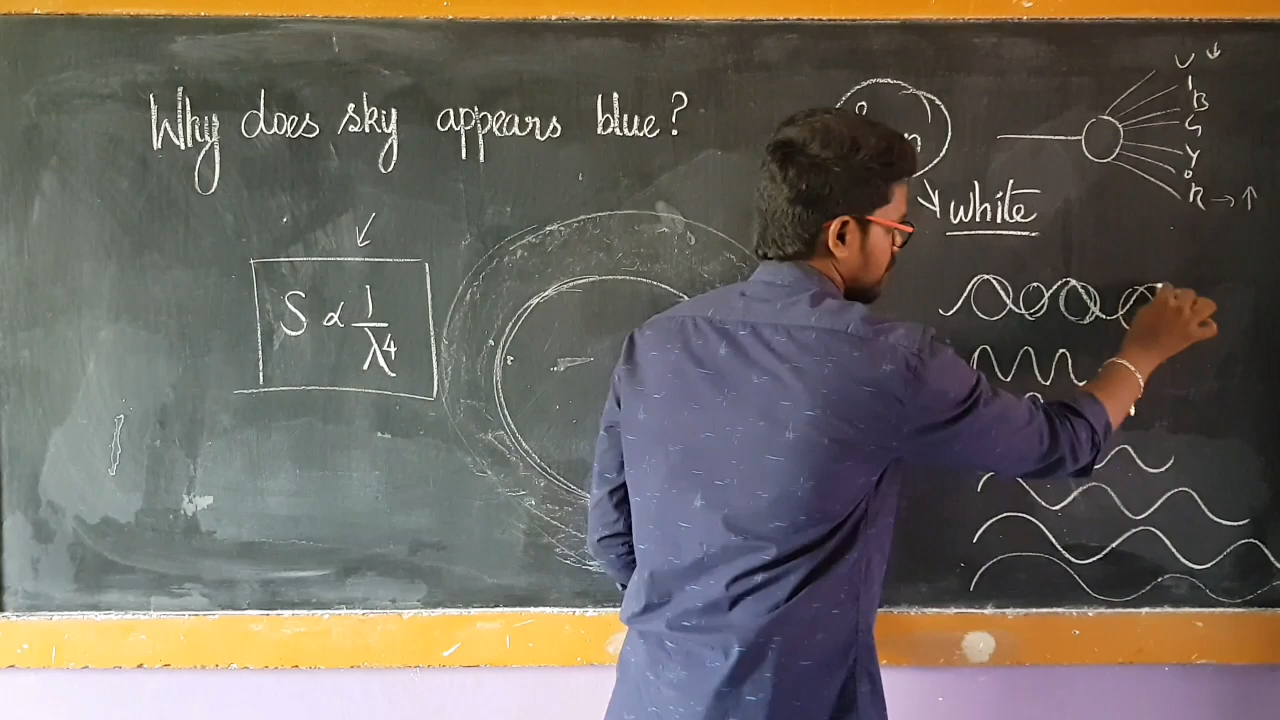 Why does sky appears blue?
S ∝ 1/λ⁴
white
V ↓
I
B
G
Y
O
R → ↑